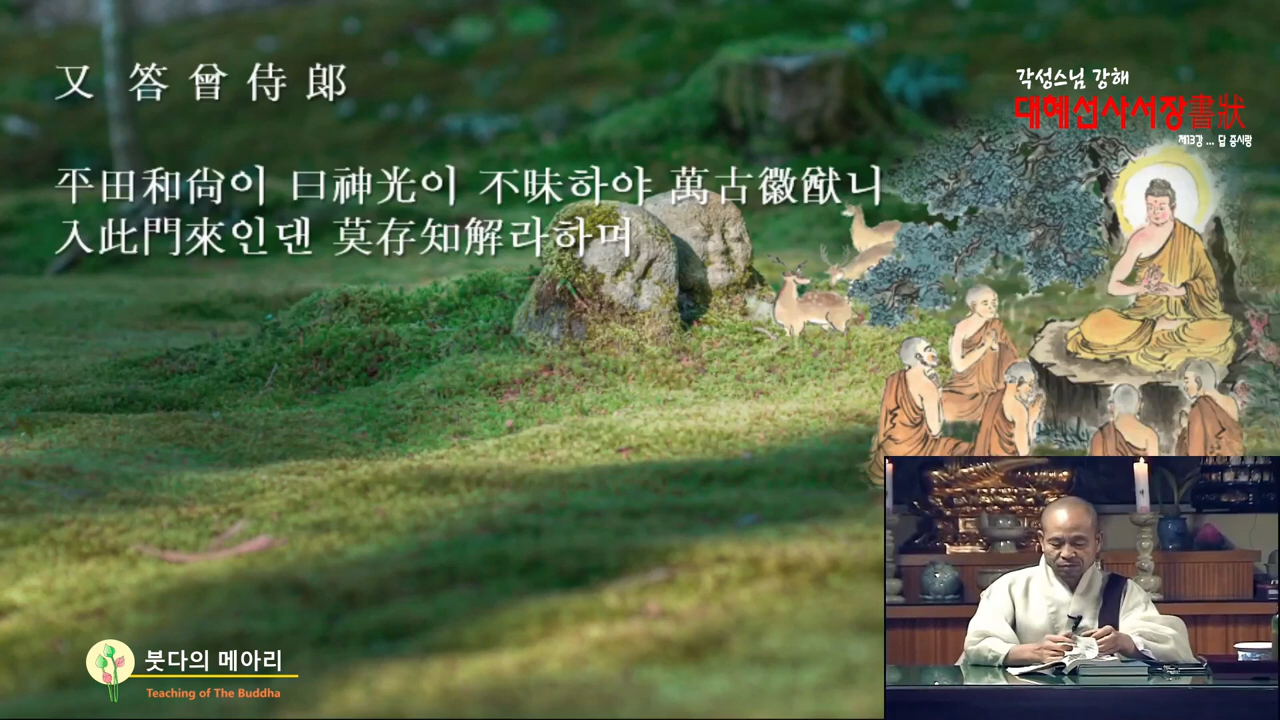 又 答 曾 侍 郞
平田和尙이 曰神光이 不昧하야 萬古徽猷니
入此門來인댄 莫存知解라하며
각성스님 강해
대혜선사서장書狀
제13강 ... 답 증시랑
붓다의 메아리
Teaching of The Buddha